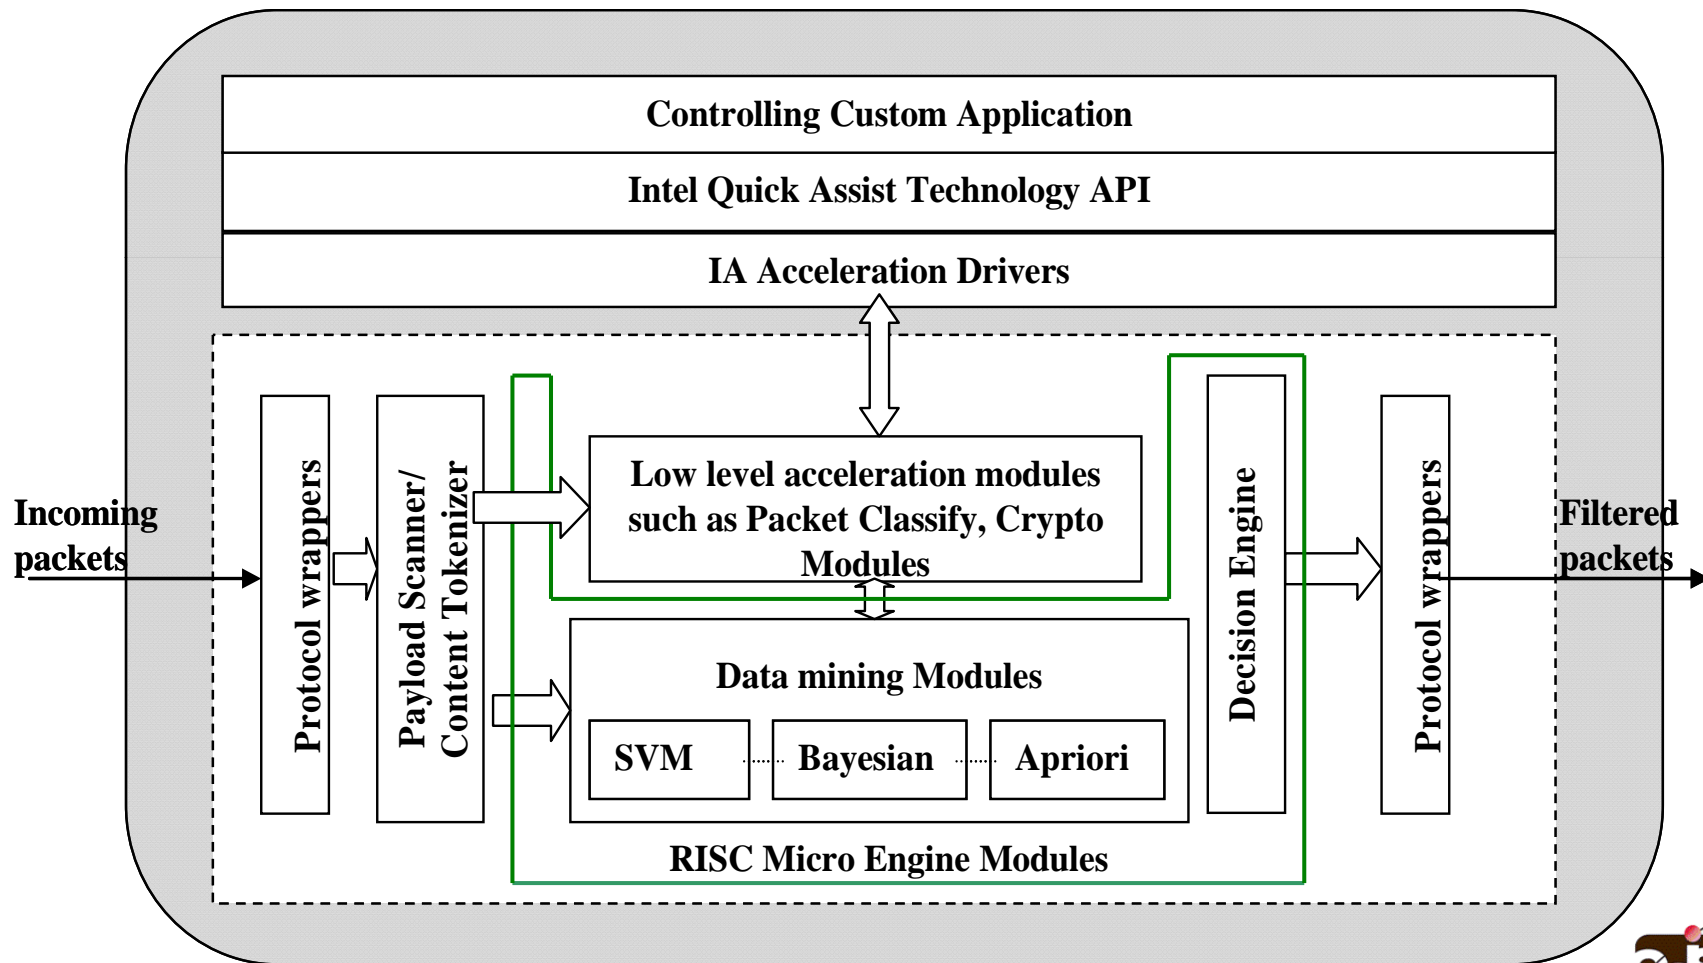 Controlling Custom Application
Intel Quick Assist Technology API
IA Acceleration Drivers
Incoming
packets
Protocol wrappers
Payload Scanner/
Content Tokenizer
Low level acceleration modules
such as Packet Classify, Crypto
Modules
Data mining Modules
SVM
Bayesian
Apriori
RISC Micro Engine Modules
Decision Engine
Protocol wrappers
Filtered
packets